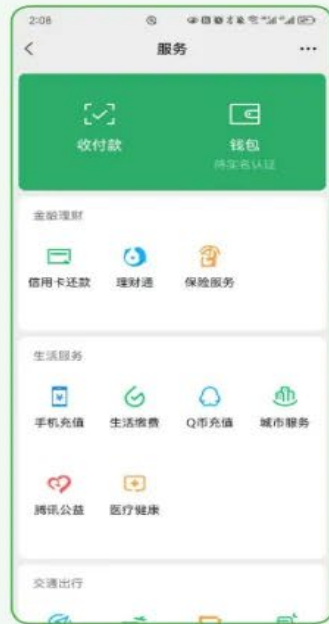 2:08
服务
收付款
钱包
待实名认证
金融理财
信用卡还款 理财通 保险服务
生活服务
手机充值 生活缴费 Q币充值 城市服务
腾讯公益 医疗健康
交通出行